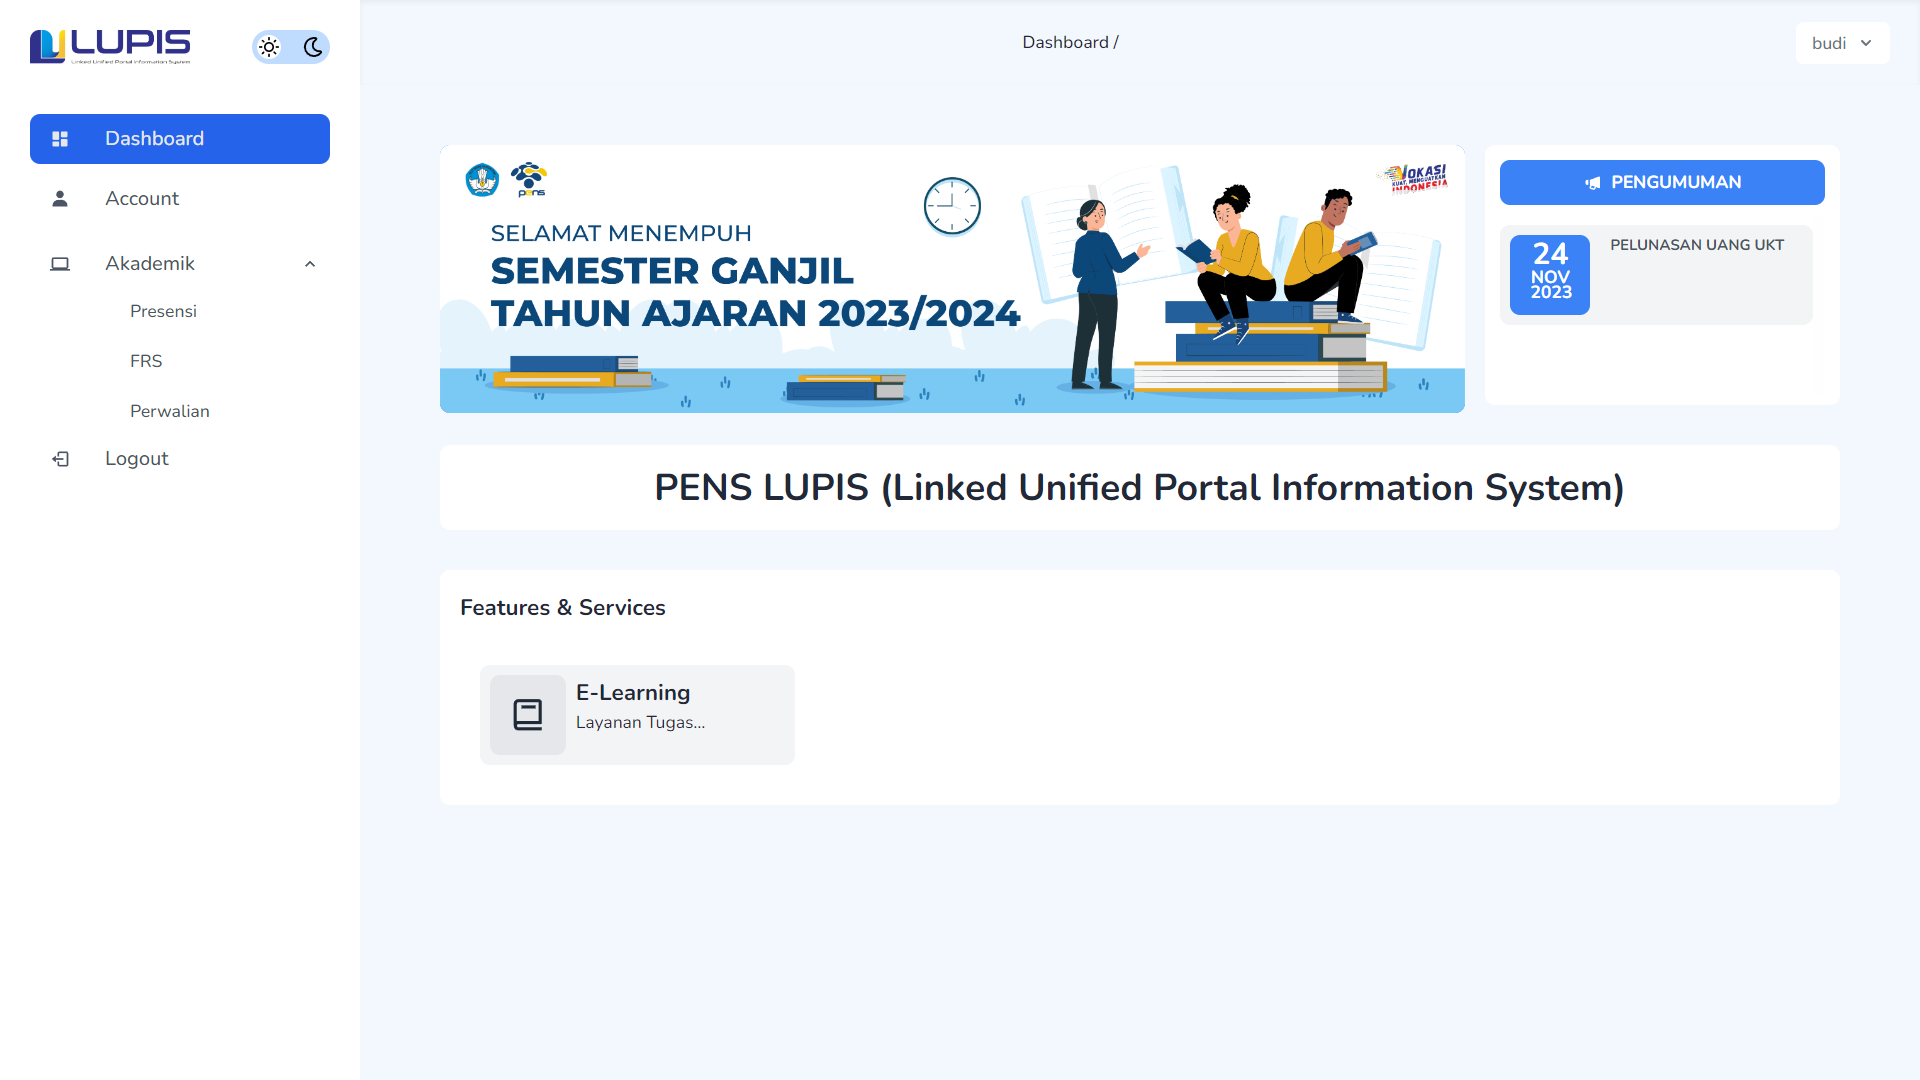 LUPIS
Linked Unified Portal Information System
Dashboard
Account
Akademik
Presensi
FRS
Perwalian
Logout
Dashboard /
budi
pens
VOKASI
KUAT, MENGUATKAN
INDONESIA
SELAMAT MENEMPUH
SEMESTER GANJIL
TAHUN AJARAN 2023/2024
PENGUMUMAN
24
NOV
2023
PELUNASAN UANG UKT
PENS LUPIS (Linked Unified Portal Information System)
Features & Services
E-Learning
Layanan Tugas...